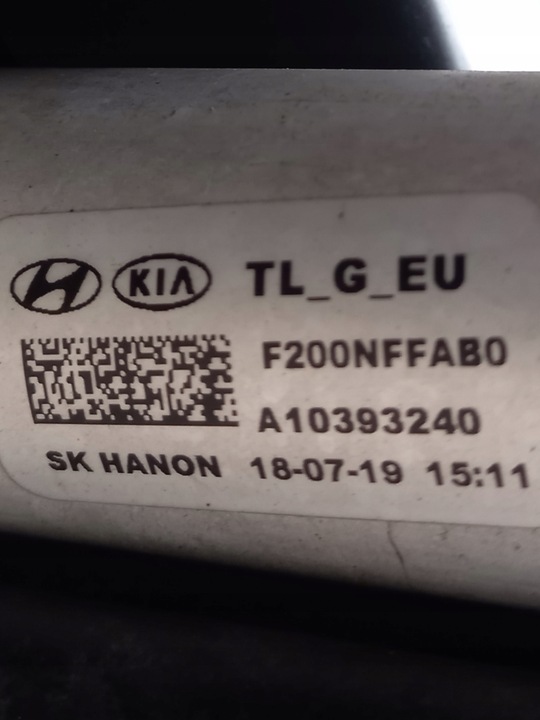 KIA TL_G_EU
F200NFFAB0
A10393240
SK HANON 18-07-19 15:11